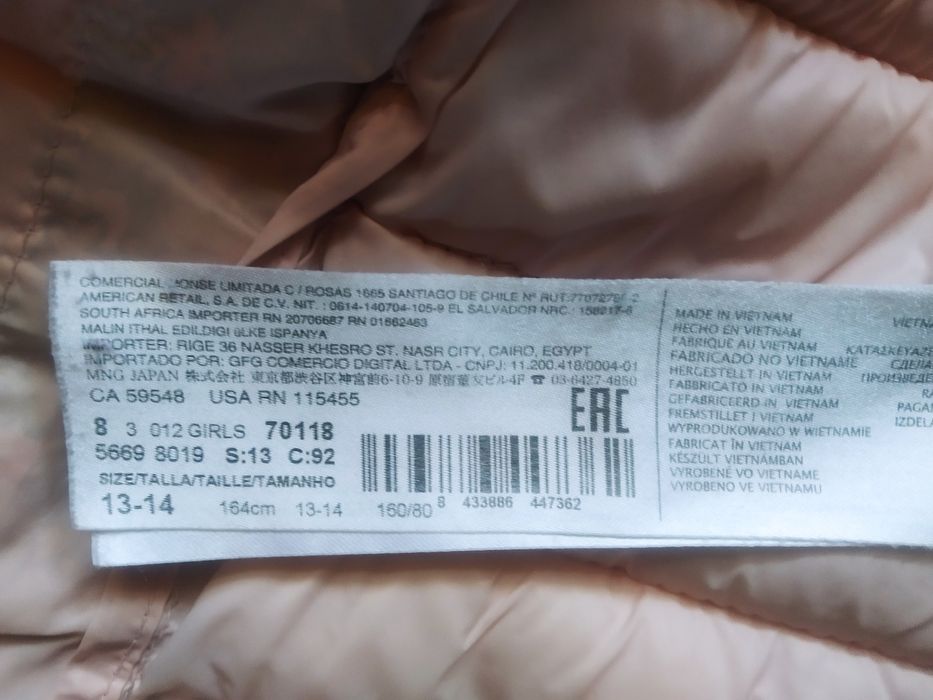 COMERCIAL LIMITADA C / ROSAS 1665 SANTIAGO DE CHILE Nº
AMERICAN RETAIL, S.A. DE C.V. NIT. : 0614-140704-105-9 EL SALVADOR NRC.:
SOUTH AFRICA IMPORTER RN 20706687 RN 01862463
MALIN ITHAL EDILDIGI ÜLKE ISPANYA
IMPORTER: RIGE 36 NASSER KHESRO ST. NASR CITY, CAIRO, EGYPT
IMPORTADO POR: GFG COMERCIO DIGITAL LTDA - CNPJ: 11.200.418/0004-01
MNG JAPAN 株式会社 東京都渋谷区神宮前6-10-9 原宿董友ビル4F ☎ 03-6427-4850
CA 59548 USA RN 115455
EAC
8 3 012 GIRLS 70118
5669 8019 S:13 C:92
SIZE/TALLA/TAILLE/TAMANHO
13-14 164cm 13-14 160/80
8 433886 447362
MADE IN VIETNAM
HECHO EN VIETNAM
FABRIQUE AU VIETNAM
FABRICADO NO VIETNAME
HERGESTELLT IN VIETNAM
FABBRICATO IN VIETNAM
GEFABRICEERD IN VIETNAM
FREMSTILLET I VIETNAM
WYPRODUKOWANO W WIETNAMIE
FABRICAT ÎN VIETNAM
KÉSZÜLT VIETNÁMBAN
VYROBENÉ VO VIETNAME
VYROBENO VE VIETNAMU